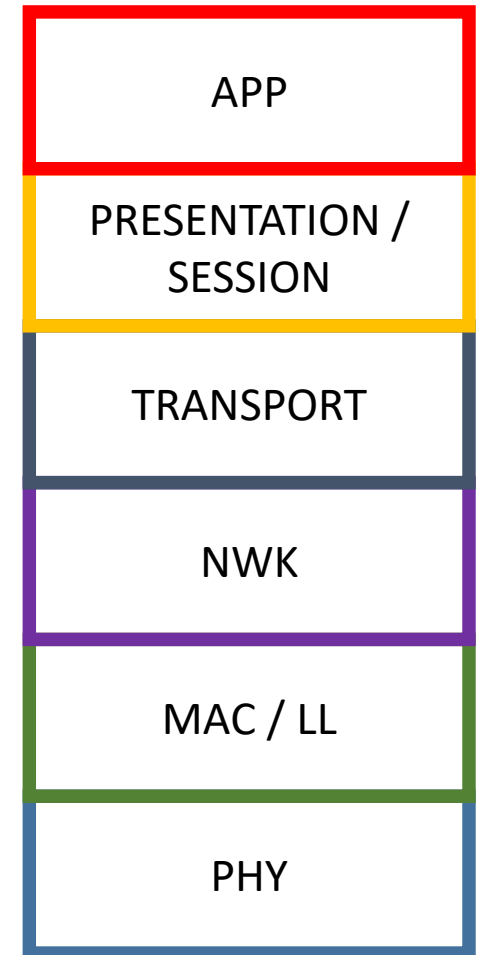 APP
PRESENTATION /
SESSION
TRANSPORT
NWK
MAC / LL
PHY